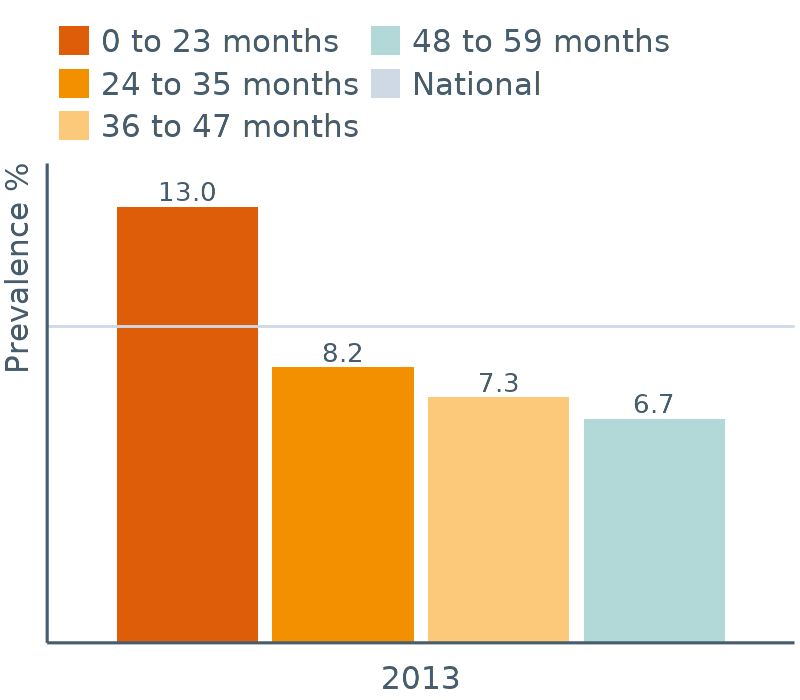 0 to 23 months
24 to 35 months
36 to 47 months
48 to 59 months
National
Prevalence %
13.0
8.2
7.3
6.7
2013